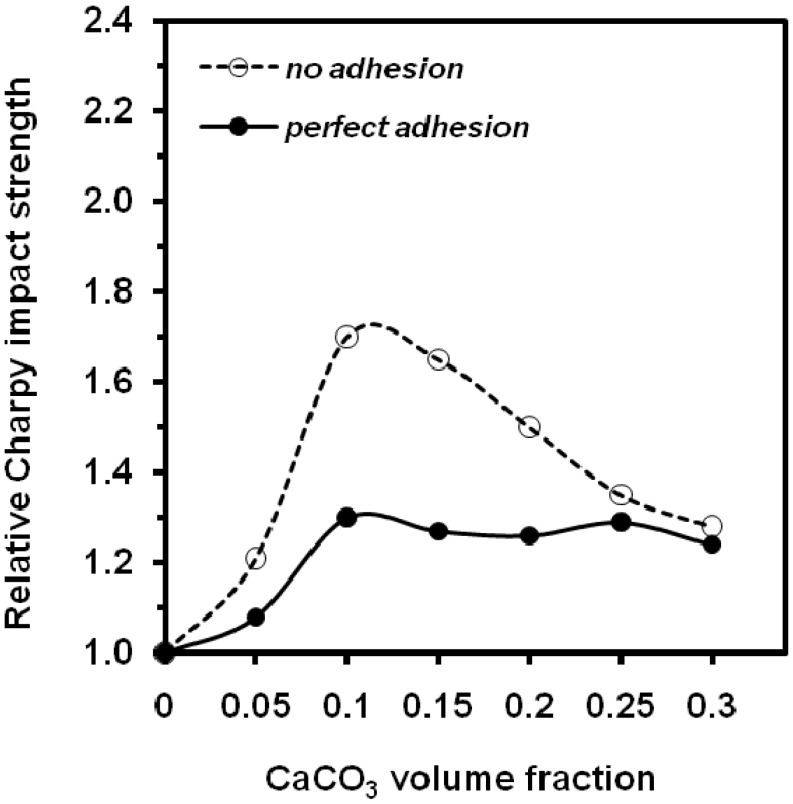 2.4
2.2
2.0
1.8
1.6
1.4
1.2
1.0
Relative Charpy impact strength
no adhesion
perfect adhesion
0 0.05 0.1 0.15 0.2 0.25 0.3
CaCO₃ volume fraction